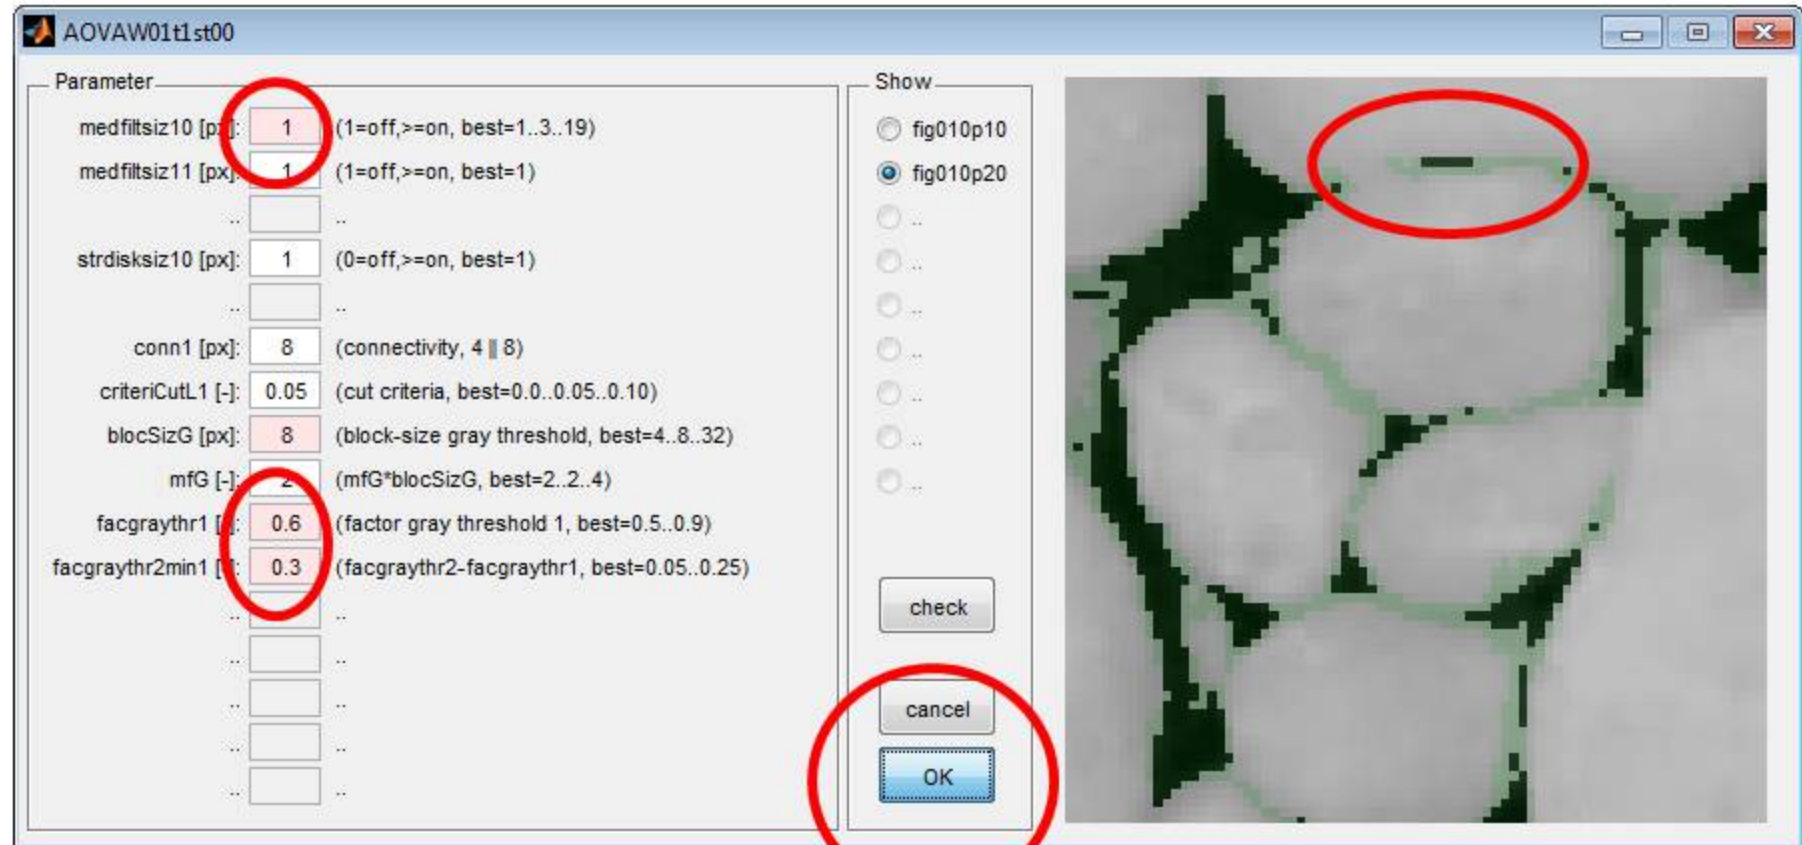 AOVAW01t1st00
Parameter
medfiltsiz10 [px]: 1 (1=off,>=on, best=1..3..19)
medfiltsiz11 [px]: 1 (1=off,>=on, best=1)
.. ..
strdisksiz10 [px]: 1 (0=off,>=on, best=1)
.. ..
conn1 [px]: 8 (connectivity, 4 || 8)
criteriCutL1 [-]: 0.05 (cut criteria, best=0.0..0.05..0.10)
blocSizG [px]: 8 (block-size gray threshold, best=4..8..32)
mfG [-]: 2 (mfG*blocSizG, best=2..2..4)
facgraythr1 [-]: 0.6 (factor gray threshold 1, best=0.5..0.9)
facgraythr2min1 [-]: 0.3 (facgraythr2-facgraythr1, best=0.05..0.25)
.. ..
.. ..
.. ..
.. ..
.. ..
Show
fig010p10
fig010p20
..
..
..
..
..
..
..
check
cancel
OK